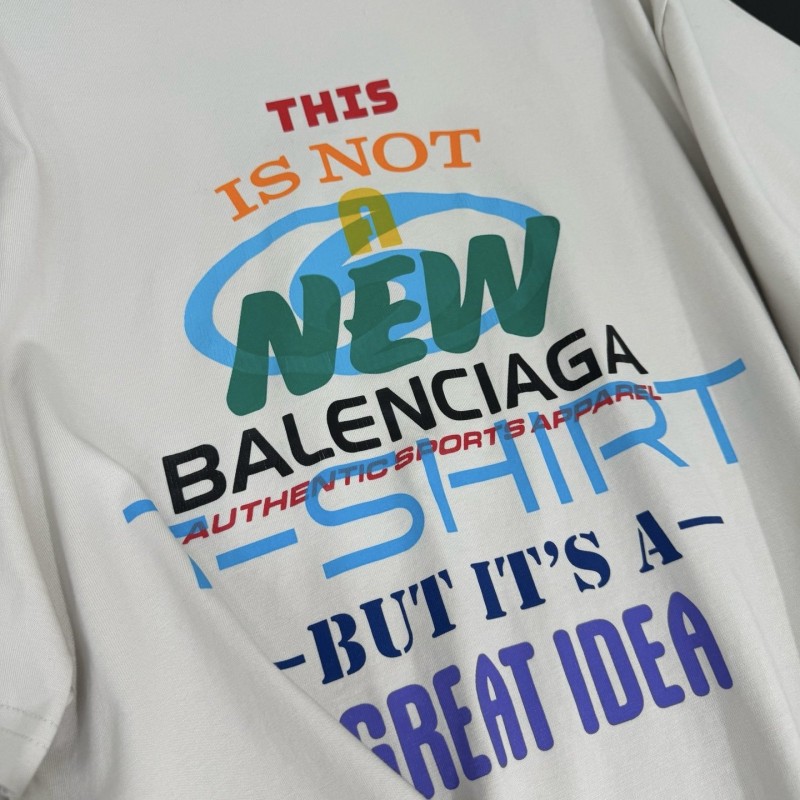 THIS
IS NOT
A
NEW
BALENCIAGA
AUTHENTIC SPORTS APPAREL
T-SHIRT
-BUT IT'S A-
GREAT IDEA